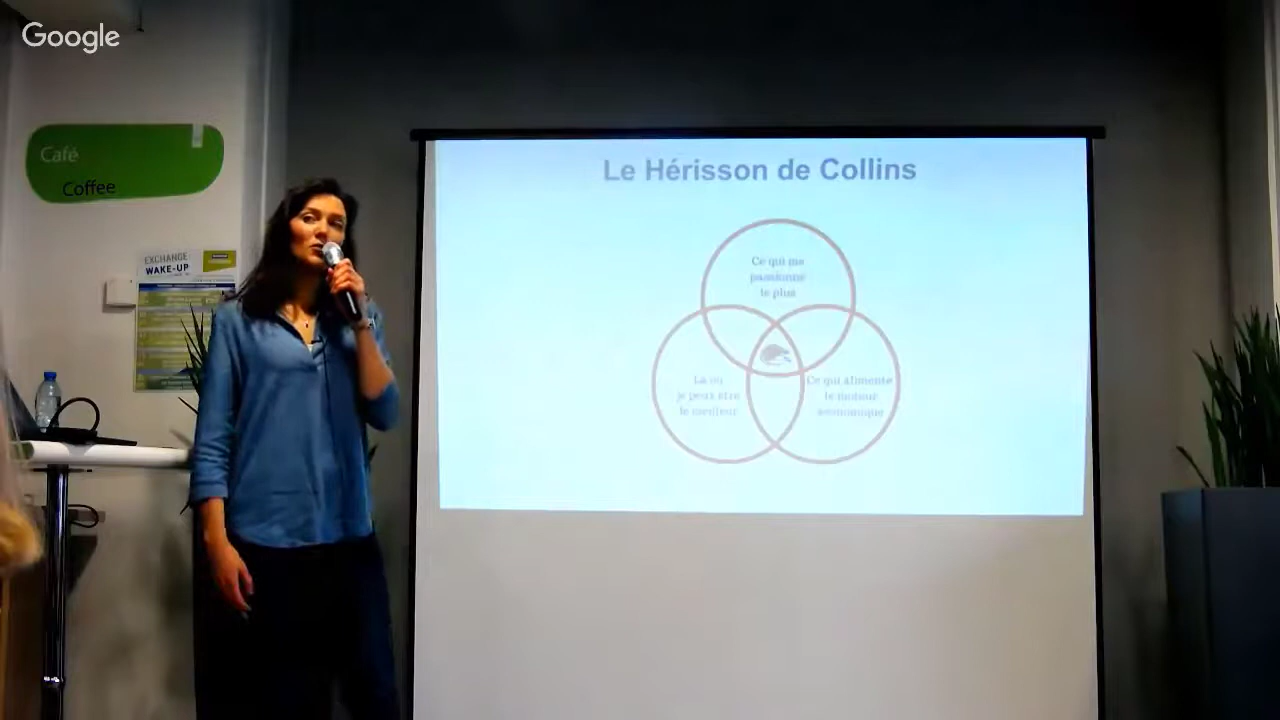 Google
Café
Coffee
EXCHANGE
WAKE-UP
Le Hérisson de Collins
Ce qui me
passionne
le plus
Là où
je peux être
le meilleur
Ce qui alimente
le moteur
économique